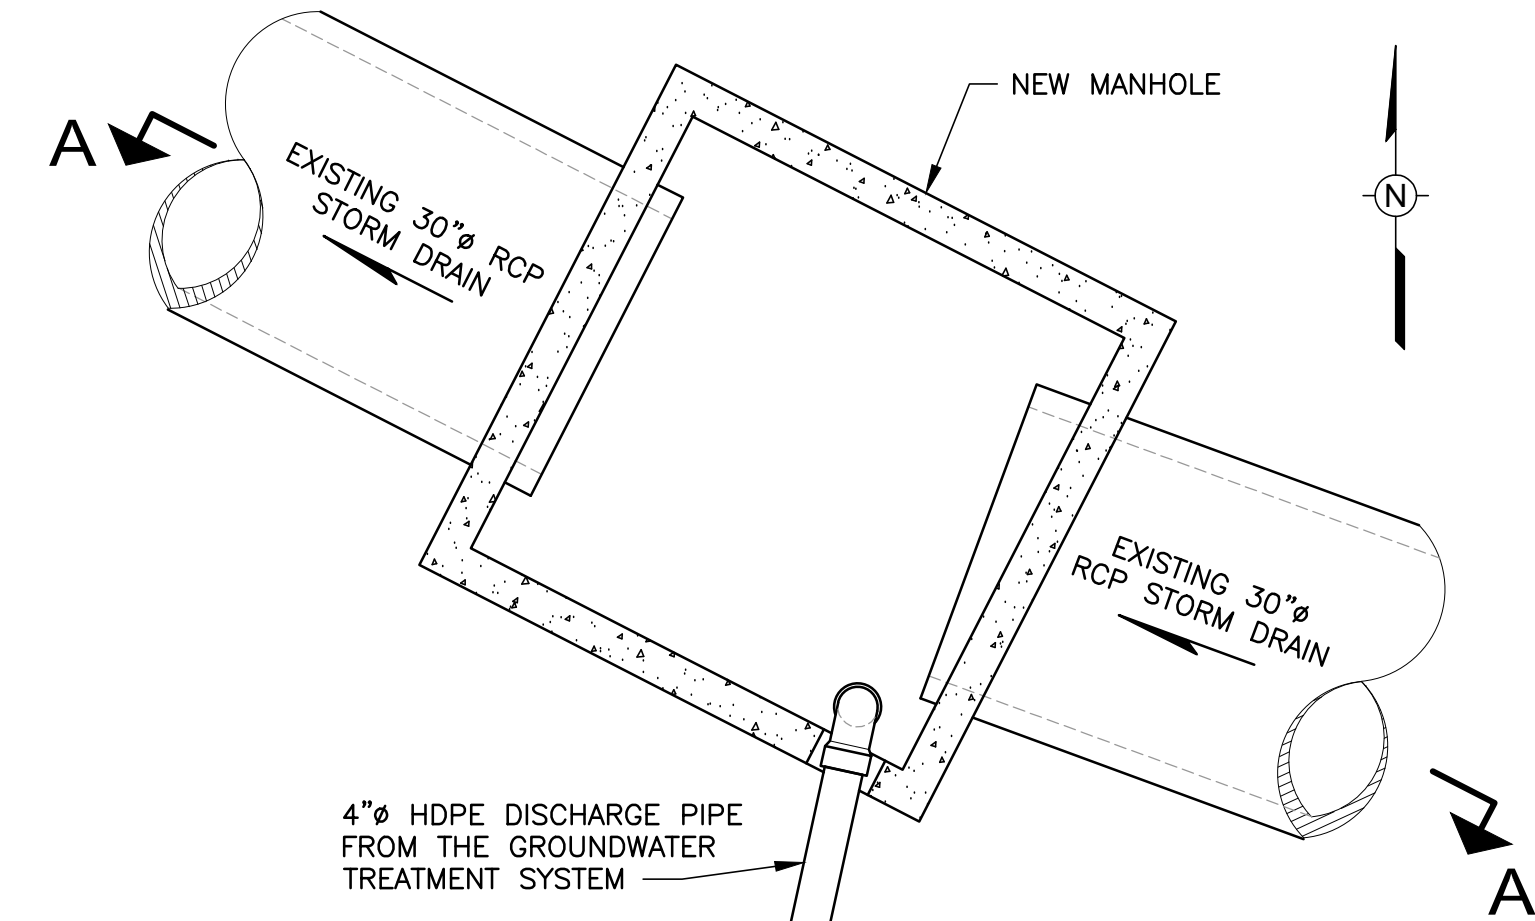 NEW MANHOLE
N
A
EXISTING 30"ø RCP
STORM DRAIN
EXISTING 30"ø
RCP STORM DRAIN
4"ø HDPE DISCHARGE PIPE
FROM THE GROUNDWATER
TREATMENT SYSTEM
A